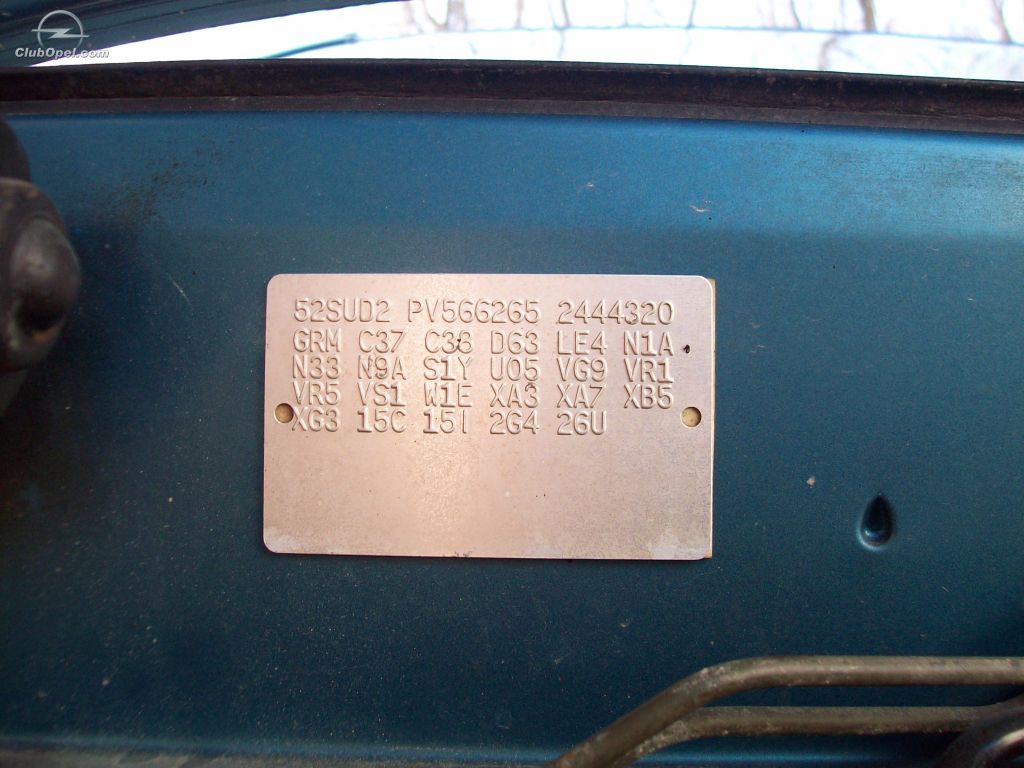 ClubOpel.com
52SUD2 PV566265 2444320
GRM C37 C38 D63 LE4 N1A
N33 N9A S1Y U05 VG9 VR1
VR5 VS1 W1E XA3 XA7 XB5
XG3 15C 15I 2G4 26U